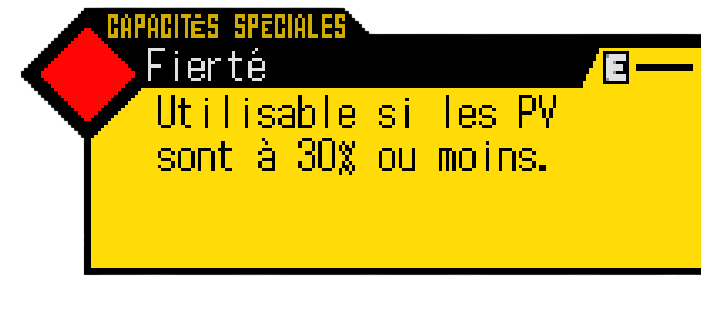 CAPACITÉS SPÉCIALES
Fierté
E
Utilisable si les PV
sont à 30% ou moins.